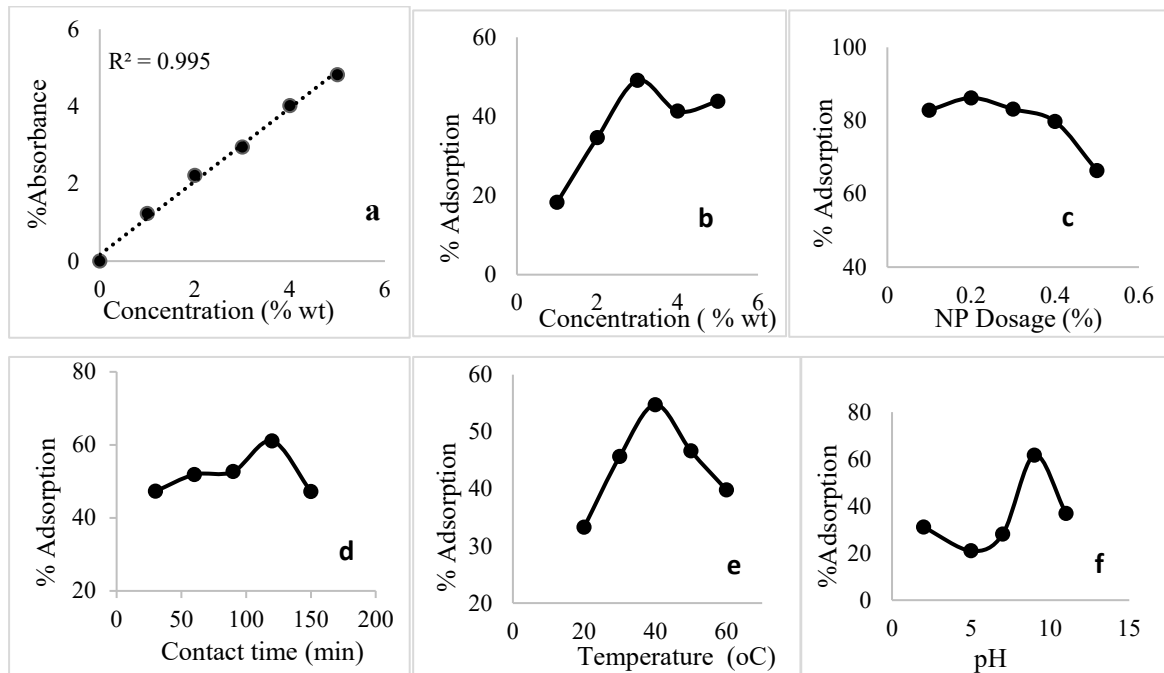 %Absorbance
6
4
2
0
R² = 0.995
a
0
2
4
6
Concentration (% wt)
% Adsorption
60
40
20
0
b
0
2
4
6
Concentration ( % wt)
% Adsorption
100
80
60
40
c
0
0.2
0.4
0.6
NP Dosage (%)
% Adsorption
80
60
40
20
d
0
50
100
150
200
Contact time (min)
% Adsorption
60
50
40
30
20
e
0
20
40
60
Temperature (oC)
%Adsorption
80
60
40
20
0
f
0
5
10
15
pH